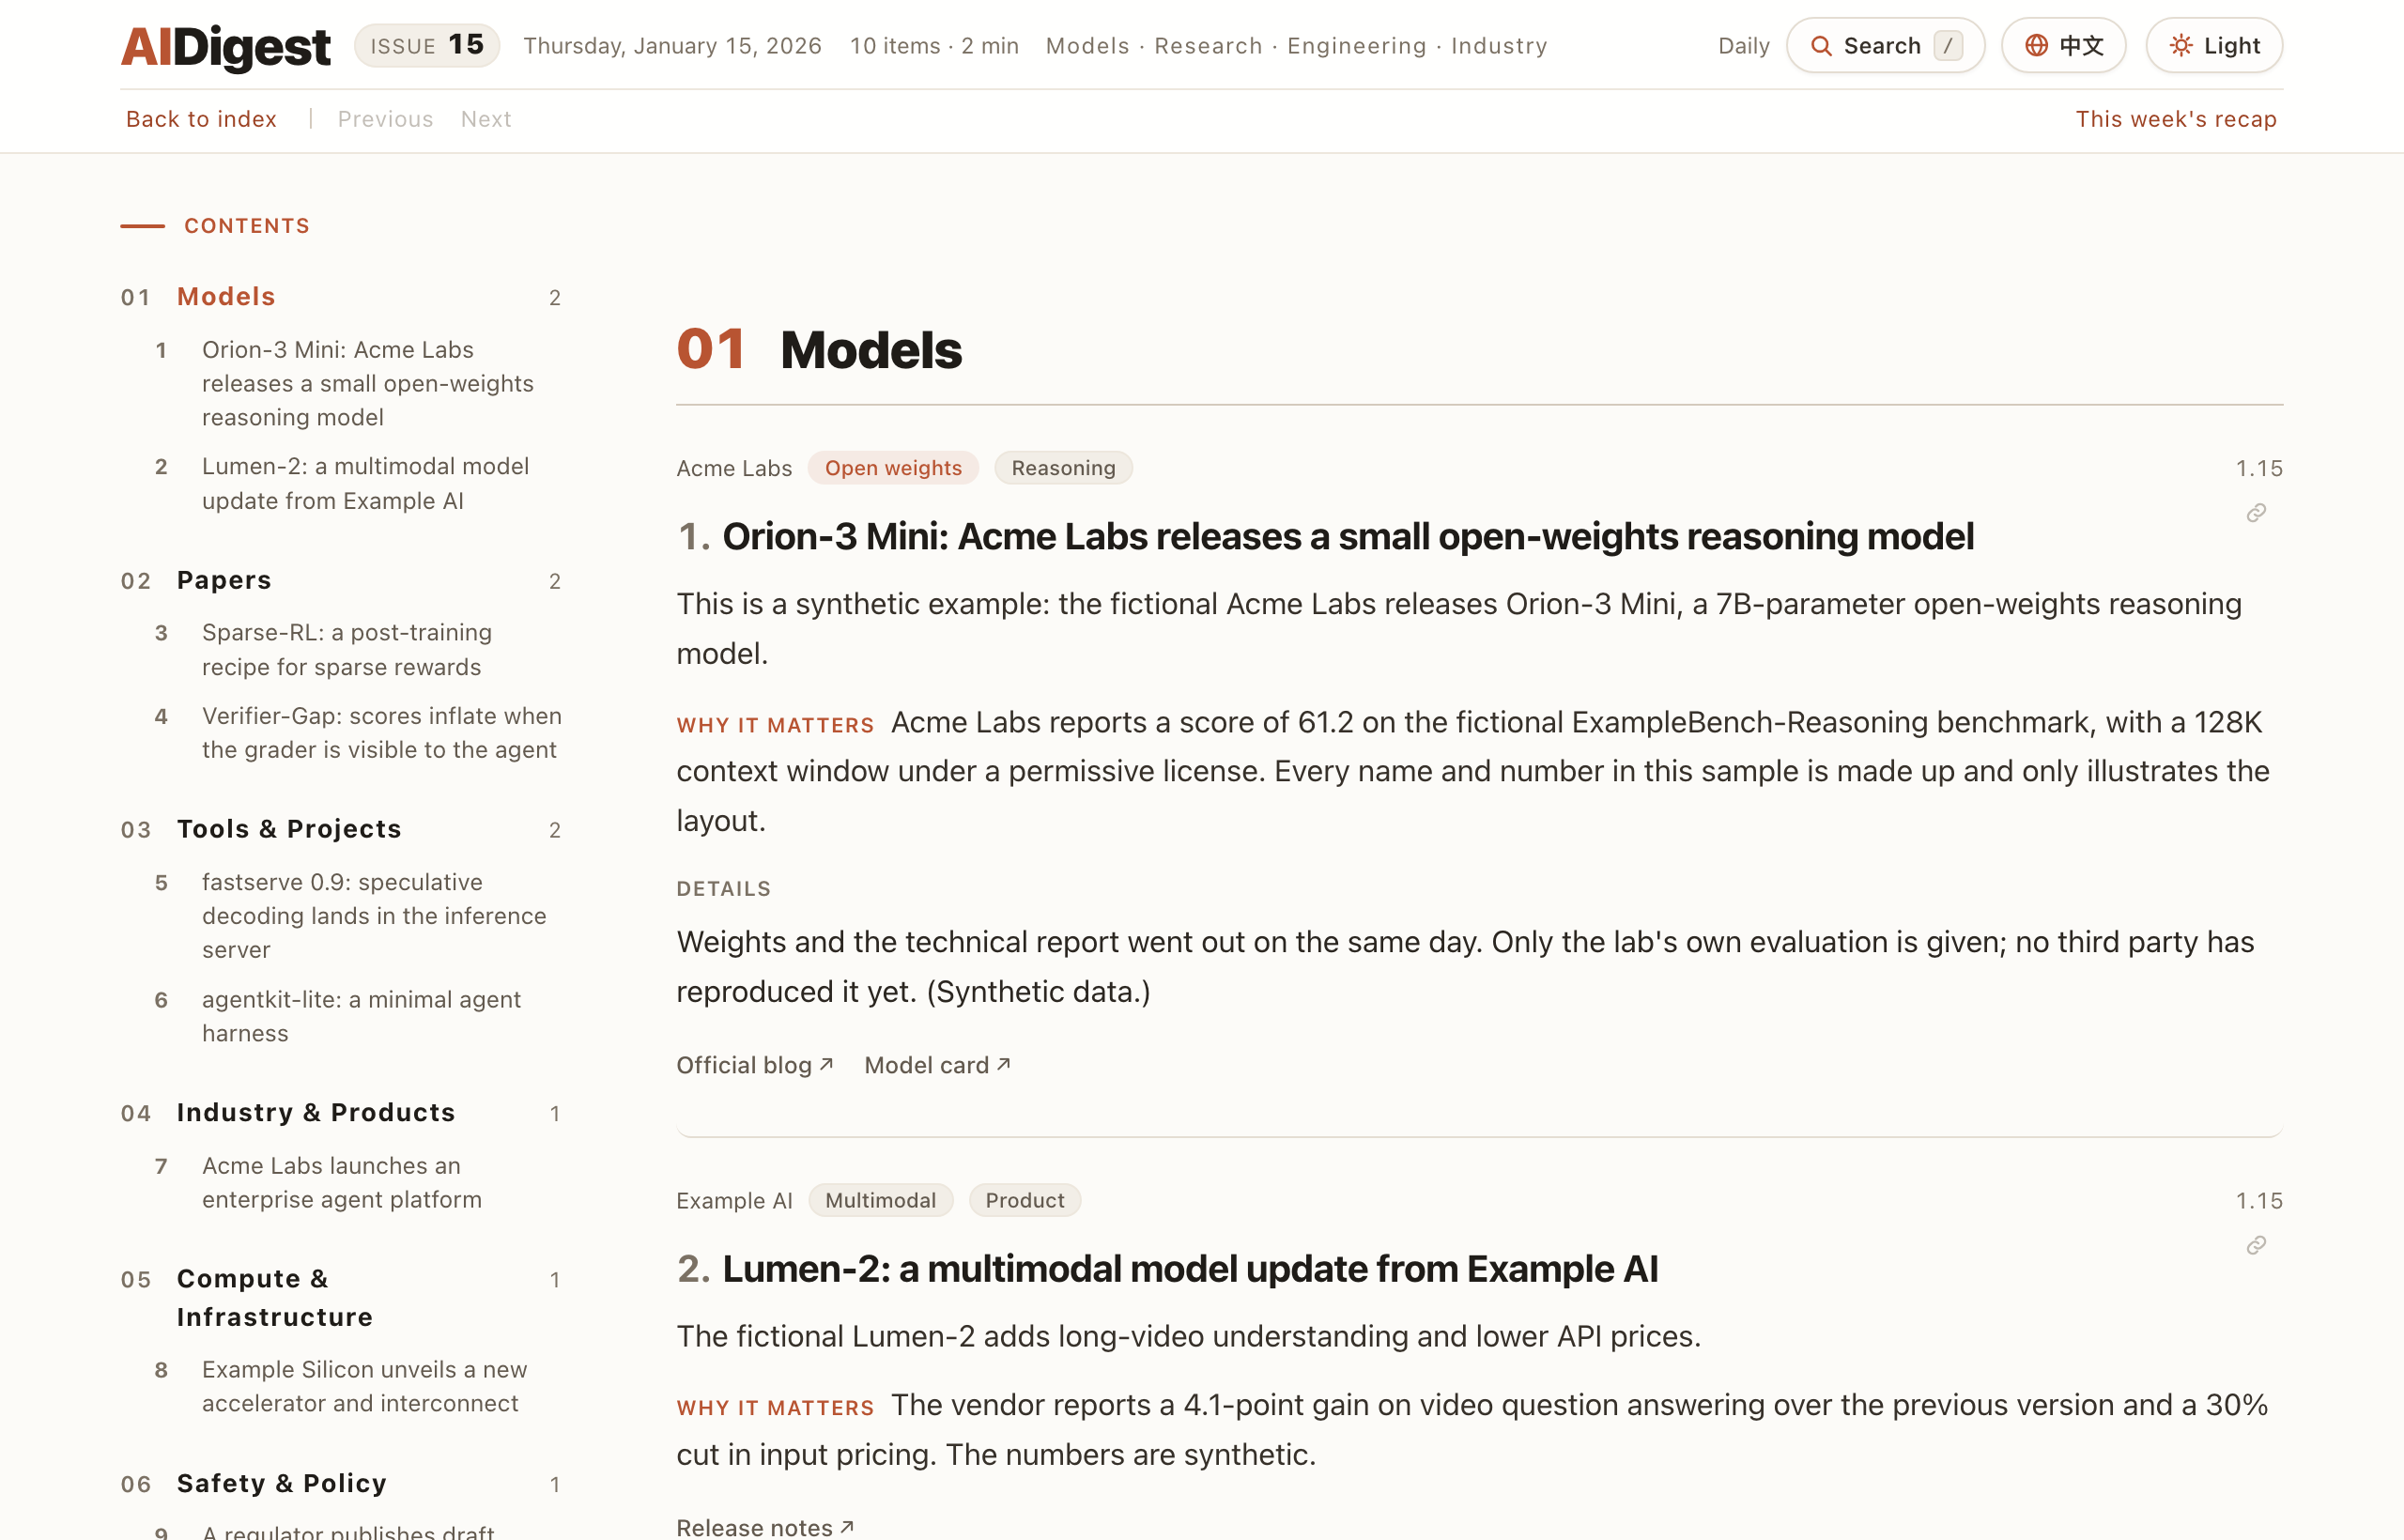 AIDigest ISSUE 15 Thursday, January 15, 2026 10 items · 2 min Models · Research · Engineering · Industry Daily Search / 中文 Light
Back to index Previous Next This week's recap
CONTENTS
01 Models 2
1 Orion-3 Mini: Acme Labs
releases a small open-weights
reasoning model
2 Lumen-2: a multimodal model
update from Example AI
02 Papers 2
3 Sparse-RL: a post-training
recipe for sparse rewards
4 Verifier-Gap: scores inflate when
the grader is visible to the agent
03 Tools & Projects 2
5 fastserve 0.9: speculative
decoding lands in the inference
server
6 agentkit-lite: a minimal agent
harness
04 Industry & Products 1
7 Acme Labs launches an
enterprise agent platform
05 Compute & 1
Infrastructure
8 Example Silicon unveils a new
accelerator and interconnect
06 Safety & Policy 1
9 A regulator publishes draft
01 Models
Acme Labs Open weights Reasoning 1.15
1. Orion-3 Mini: Acme Labs releases a small open-weights reasoning model
This is a synthetic example: the fictional Acme Labs releases Orion-3 Mini, a 7B-parameter open-weights reasoning
model.
WHY IT MATTERS Acme Labs reports a score of 61.2 on the fictional ExampleBench-Reasoning benchmark, with a 128K
context window under a permissive license. Every name and number in this sample is made up and only illustrates the
layout.
DETAILS
Weights and the technical report went out on the same day. Only the lab's own evaluation is given; no third party has
reproduced it yet. (Synthetic data.)
Official blog ↗ Model card ↗
Example AI Multimodal Product 1.15
2. Lumen-2: a multimodal model update from Example AI
The fictional Lumen-2 adds long-video understanding and lower API prices.
WHY IT MATTERS The vendor reports a 4.1-point gain on video question answering over the previous version and a 30%
cut in input pricing. The numbers are synthetic.
Release notes ↗